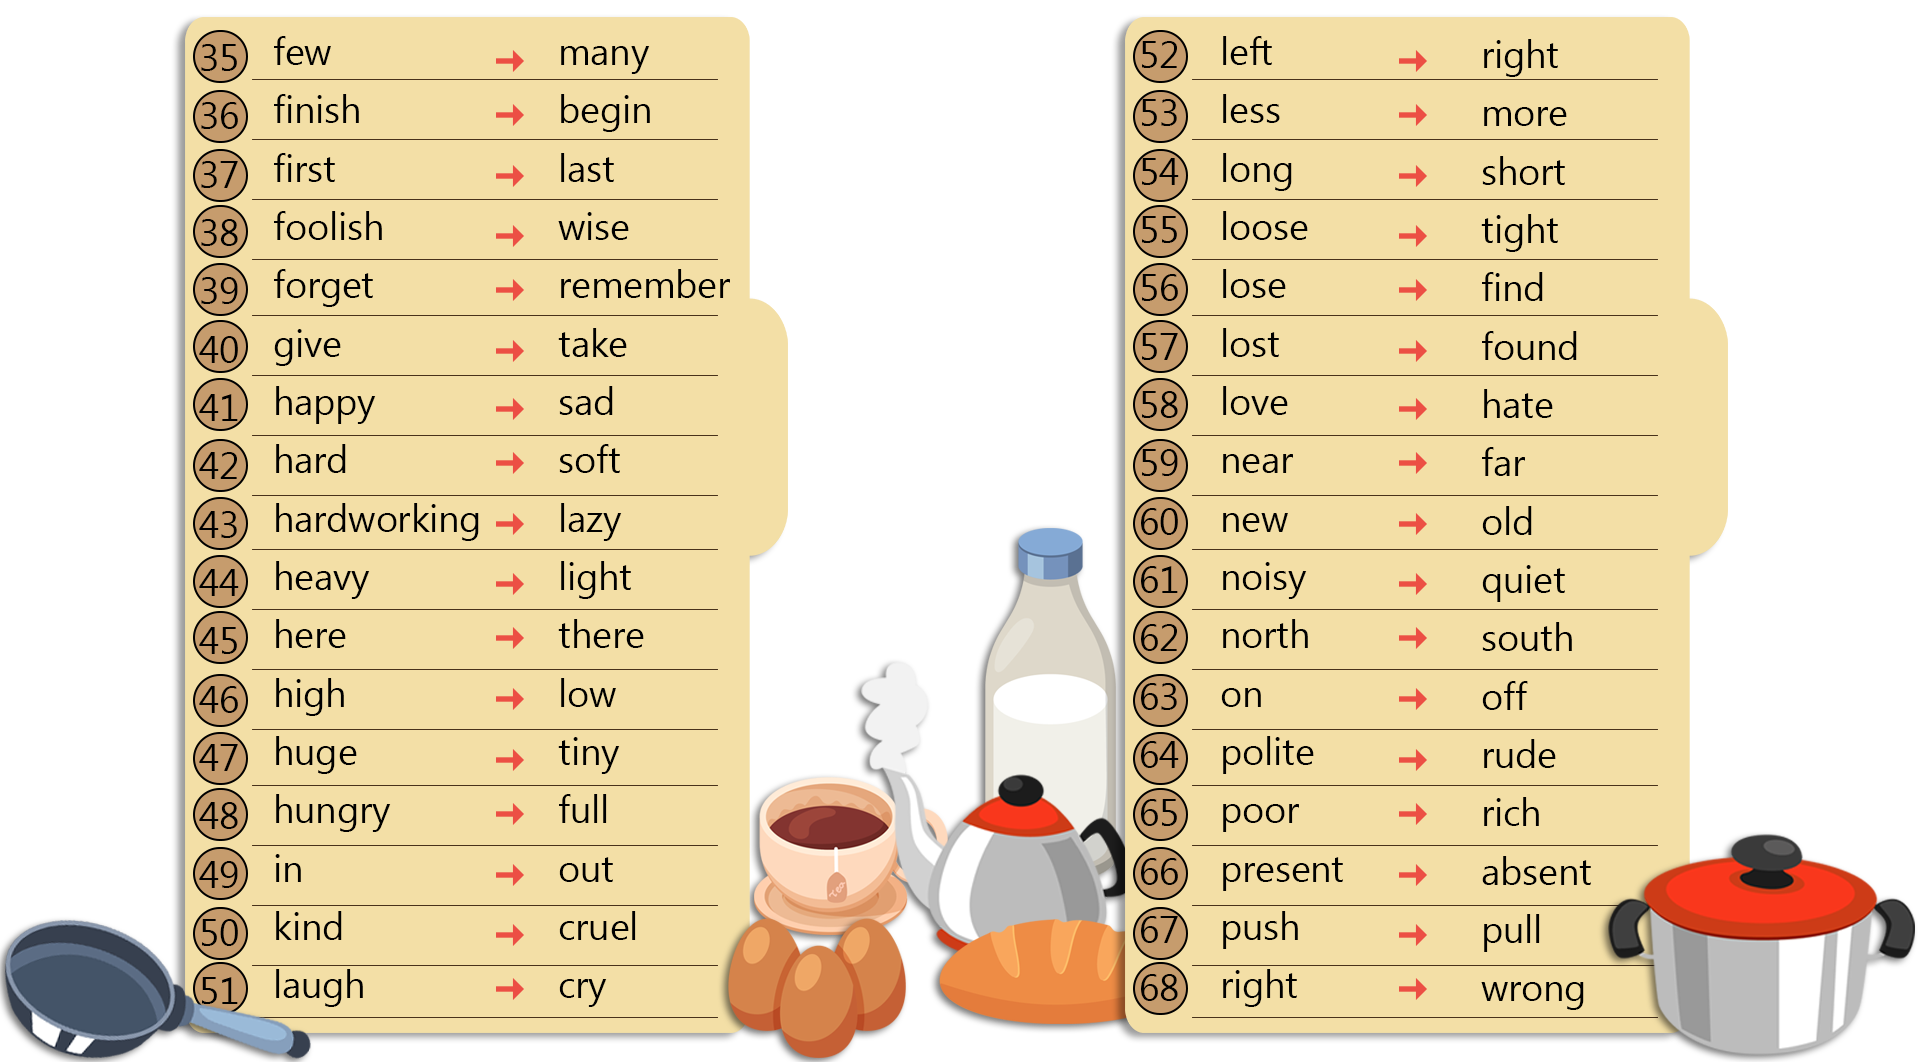 35 few → many
36 finish → begin
37 first → last
38 foolish → wise
39 forget → remember
40 give → take
41 happy → sad
42 hard → soft
43 hardworking → lazy
44 heavy → light
45 here → there
46 high → low
47 huge → tiny
48 hungry → full
49 in → out
50 kind → cruel
51 laugh → cry
52 left → right
53 less → more
54 long → short
55 loose → tight
56 lose → find
57 lost → found
58 love → hate
59 near → far
60 new → old
61 noisy → quiet
62 north → south
63 on → off
64 polite → rude
65 poor → rich
66 present → absent
67 push → pull
68 right → wrong
Tea